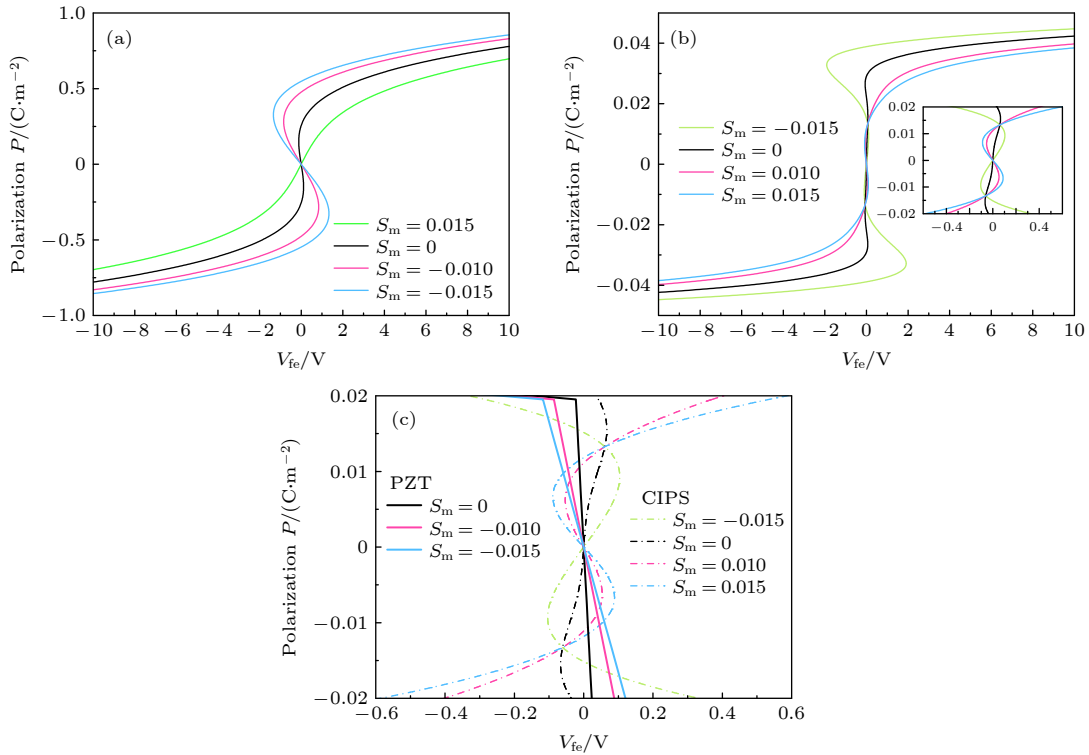 (a)
1.0
0.5
0
−0.5
−1.0
Polarization P/(C·m−2)
Sm = 0.015
Sm = 0
Sm = −0.010
Sm = −0.015
−10 −8 −6 −4 −2 0 2 4 6 8 10
Vfe/V
(b)
0.04
0.02
0
−0.02
−0.04
Polarization P/(C·m−2)
Sm = −0.015
Sm = 0
Sm = 0.010
Sm = 0.015
0.02
0.01
0
−0.01
−0.02
−0.4 0 0.4
−10 −8 −6 −4 −2 0 2 4 6 8 10
Vfe/V
(c)
0.02
0.01
0
−0.01
−0.02
Polarization P/(C·m−2)
PZT
Sm = 0
Sm = −0.010
Sm = −0.015
CIPS
Sm = −0.015
Sm = 0
Sm = 0.010
Sm = 0.015
−0.6 −0.4 −0.2 0 0.2 0.4 0.6
Vfe/V